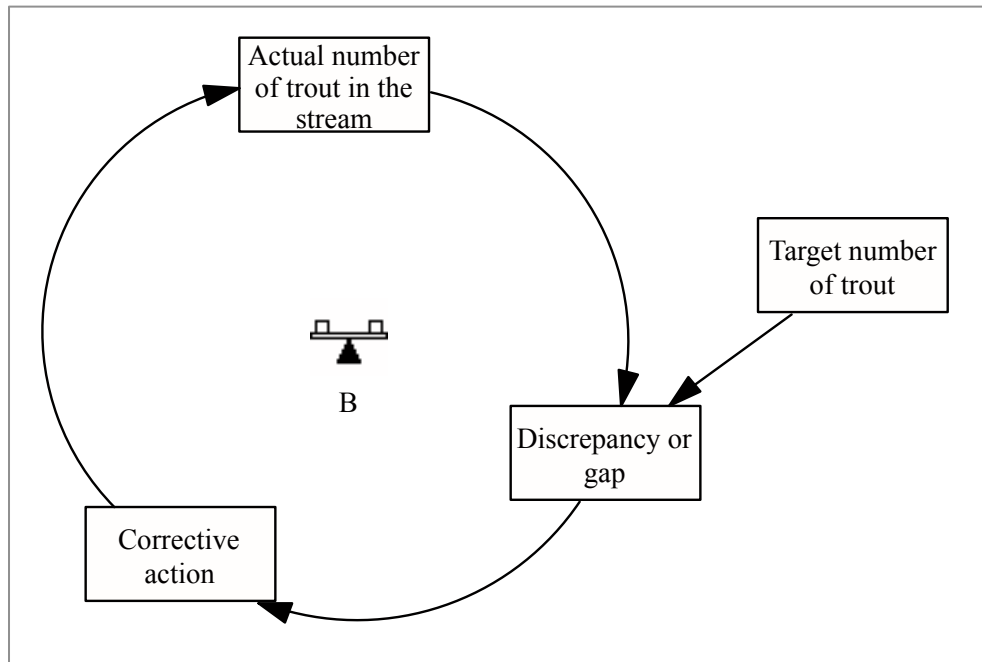 Actual number
of trout in the
stream
Target number
of trout
B
Discrepancy or
gap
Corrective
action